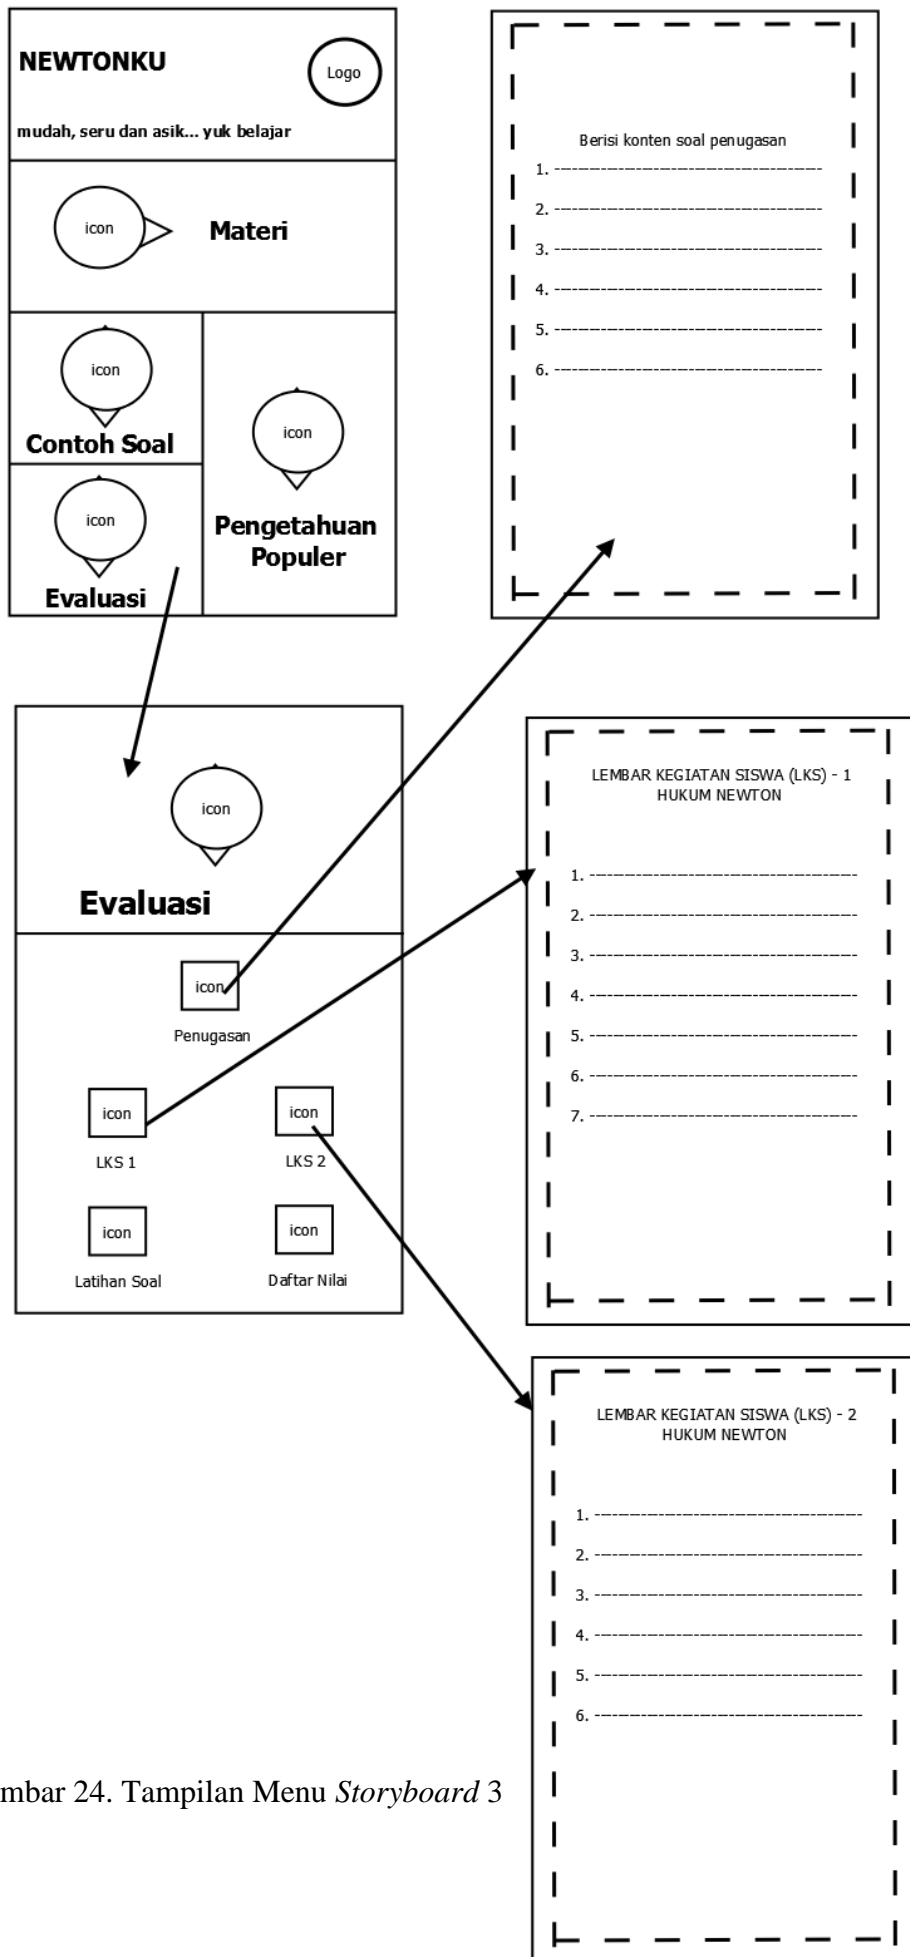 NEWTONKU
Logo
mudah, seru dan asik... yuk belajar
icon
Materi
icon
Contoh Soal
icon
Pengetahuan
Populer
icon
Evaluasi
Berisi konten soal penugasan
1. ------------------------------
2. ------------------------------
3. ------------------------------
4. ------------------------------
5. ------------------------------
6. ------------------------------
icon
Evaluasi
icon
Penugasan
icon
LKS 1
icon
LKS 2
icon
Latihan Soal
icon
Daftar Nilai
LEMBAR KEGIATAN SISWA (LKS) - 1
HUKUM NEWTON
1. ------------------------------
2. ------------------------------
3. ------------------------------
4. ------------------------------
5. ------------------------------
6. ------------------------------
7. ------------------------------
LEMBAR KEGIATAN SISWA (LKS) - 2
HUKUM NEWTON
1. ------------------------------
2. ------------------------------
3. ------------------------------
4. ------------------------------
5. ------------------------------
6. ------------------------------
mbar 24. Tampilan Menu Storyboard 3